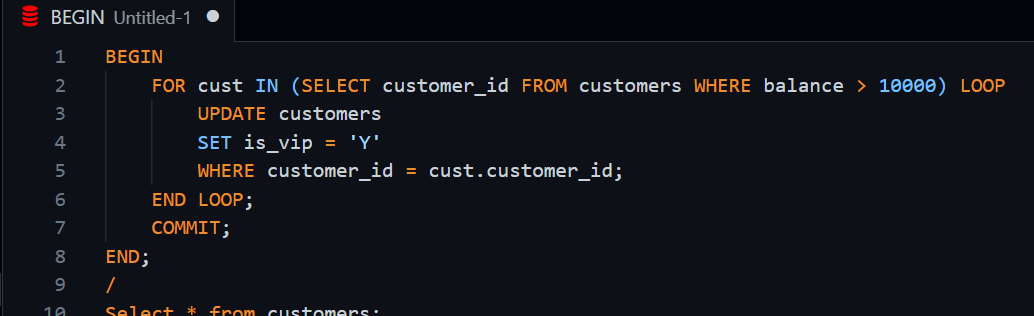 BEGIN Untitled-1
1 BEGIN
2 FOR cust IN (SELECT customer_id FROM customers WHERE balance > 10000) LOOP
3 UPDATE customers
4 SET is_vip = 'Y'
5 WHERE customer_id = cust.customer_id;
6 END LOOP;
7 COMMIT;
8 END;
9 /
10 Select * from customers;